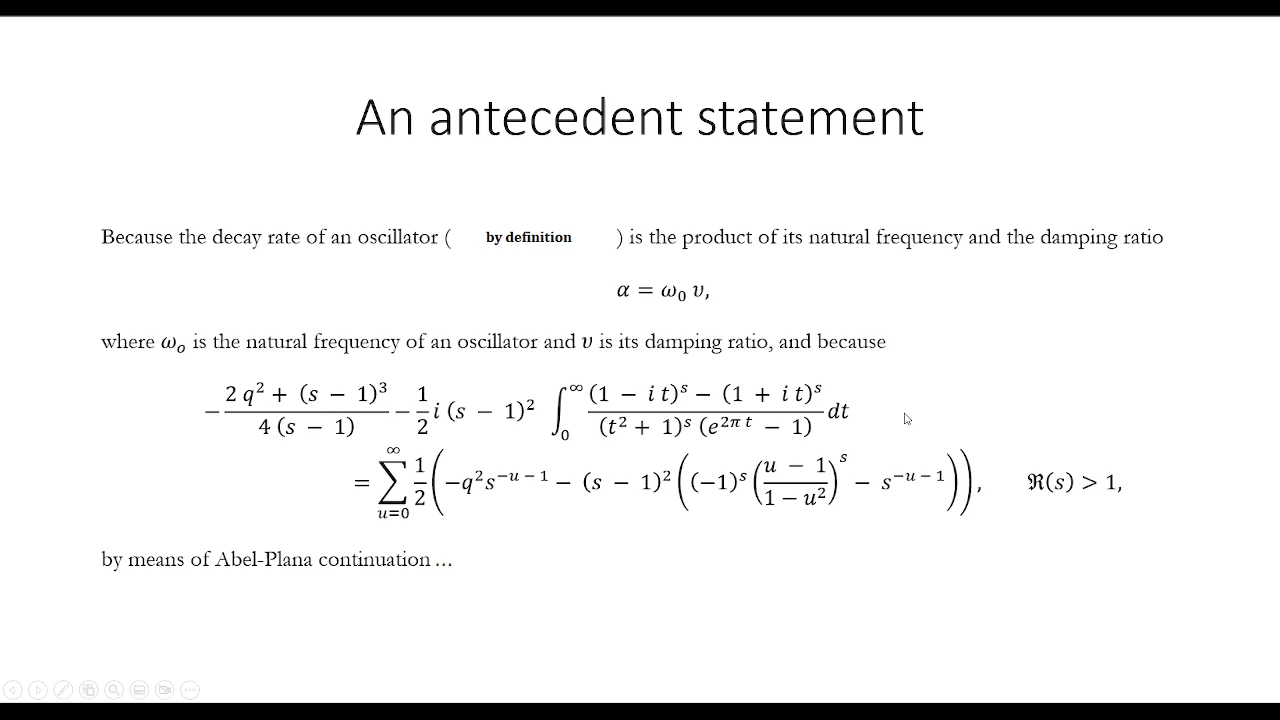 An antecedent statement
Because the decay rate of an oscillator ( by definition ) is the product of its natural frequency and the damping ratio
α = ω₀ υ,
where ωₒ is the natural frequency of an oscillator and υ is its damping ratio, and because
−(2 q² + (s − 1)³)/(4 (s − 1)) − (1/2) i (s − 1)² ∫₀^∞ ((1 − i t)ˢ − (1 + i t)ˢ)/((t² + 1)ˢ (e^(2π t) − 1)) dt
= ∑_(u=0)^∞ (1/2)(−q²s^(−u − 1) − (s − 1)²((−1)ˢ((u − 1)/(1 − u²))ˢ − s^(−u − 1))), ℜ(s) > 1,
by means of Abel-Plana continuation …